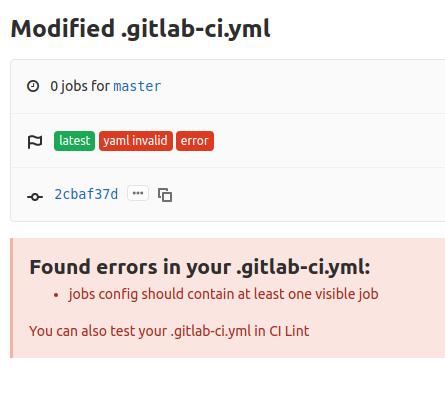 Modified .gitlab-ci.yml
0 jobs for master
latest yaml invalid error
2cbaf37d ···
Found errors in your .gitlab-ci.yml:
• jobs config should contain at least one visible job
You can also test your .gitlab-ci.yml in CI Lint